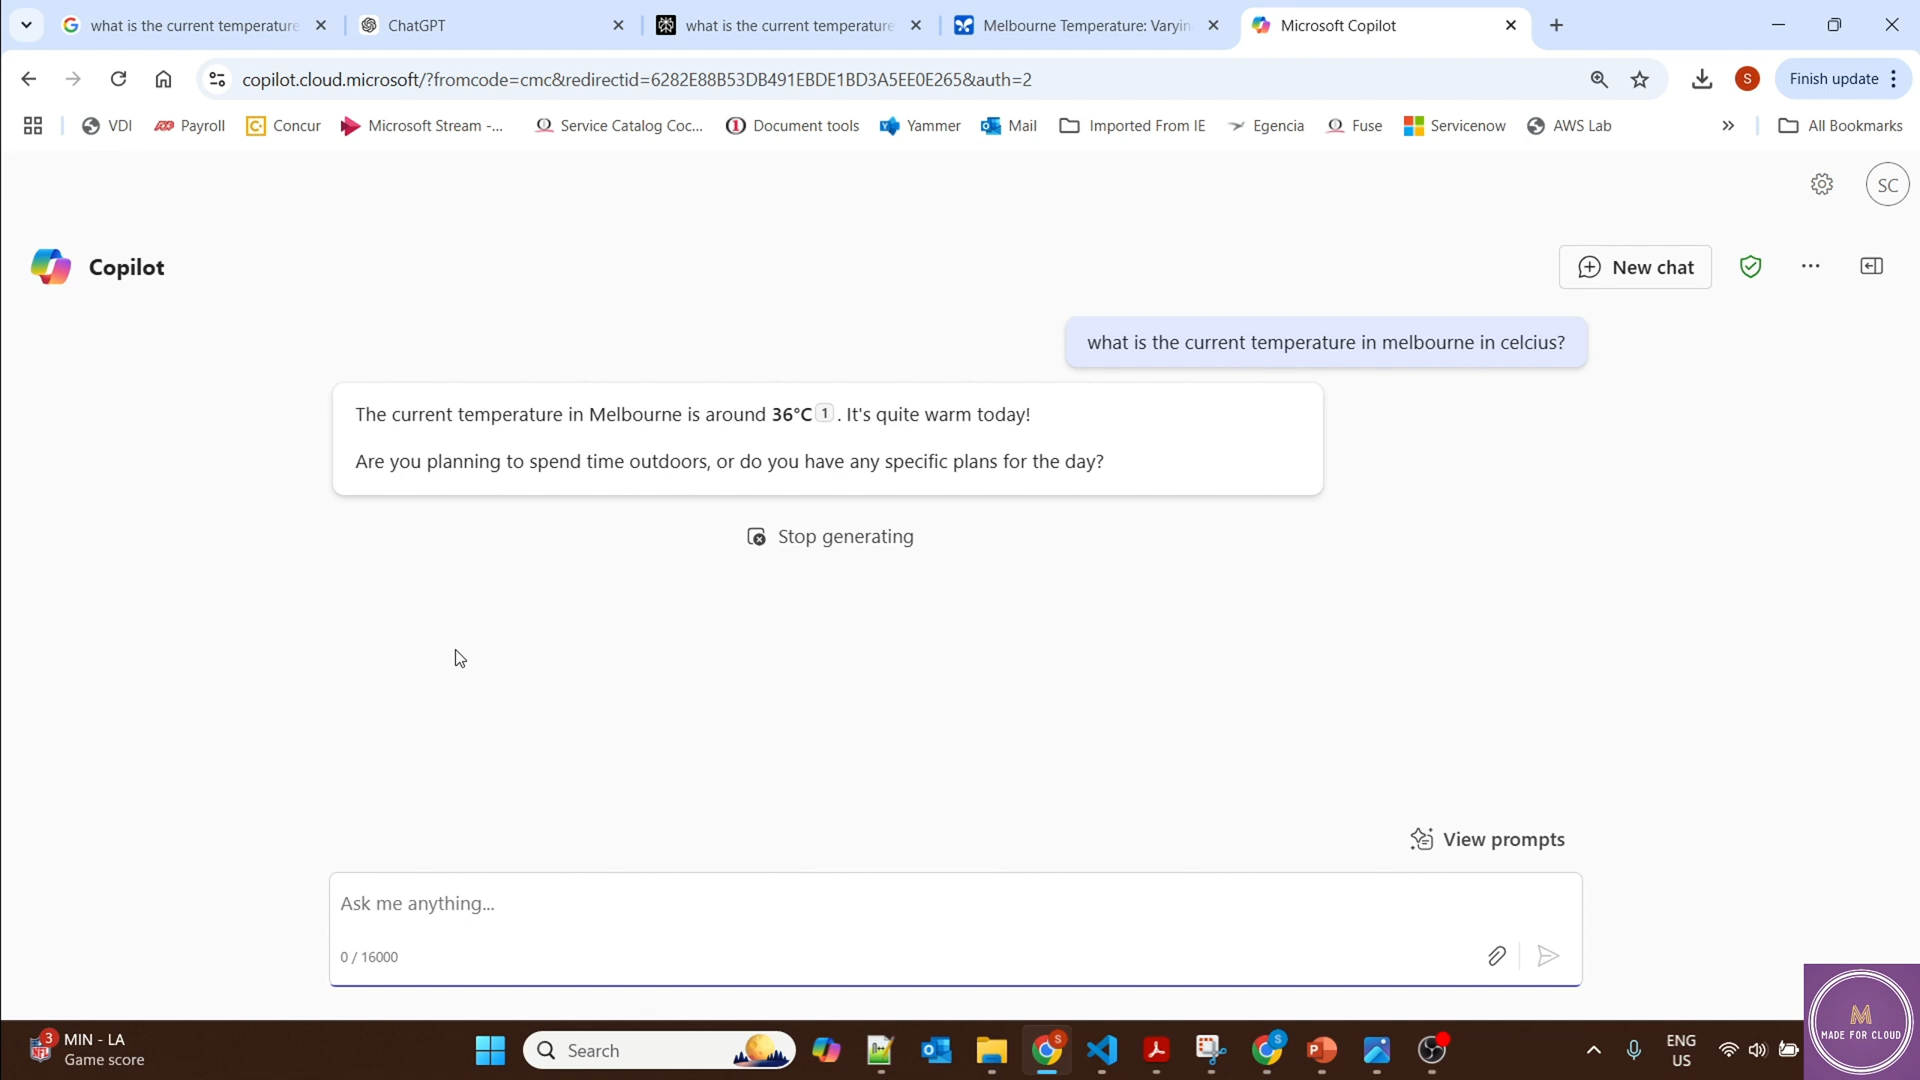 what is the current temperature
ChatGPT
what is the current temperature
Melbourne Temperature: Varyin
Microsoft Copilot
copilot.cloud.microsoft/?fromcode=cmc&redirectid=6282E88B53DB491EBDE1BD3A5EE0E265&auth=2
S
Finish update
VDI
Payroll
Concur
Microsoft Stream -...
Service Catalog Coc...
Document tools
Yammer
Mail
Imported From IE
Egencia
Fuse
Servicenow
AWS Lab
All Bookmarks
SC
Copilot
New chat
what is the current temperature in melbourne in celcius?
The current temperature in Melbourne is around 36°C 1 . It's quite warm today!
Are you planning to spend time outdoors, or do you have any specific plans for the day?
Stop generating
View prompts
Ask me anything...
0 / 16000
3
MIN - LA
Game score
Search
ENG
US
M
MADE FOR CLOUD